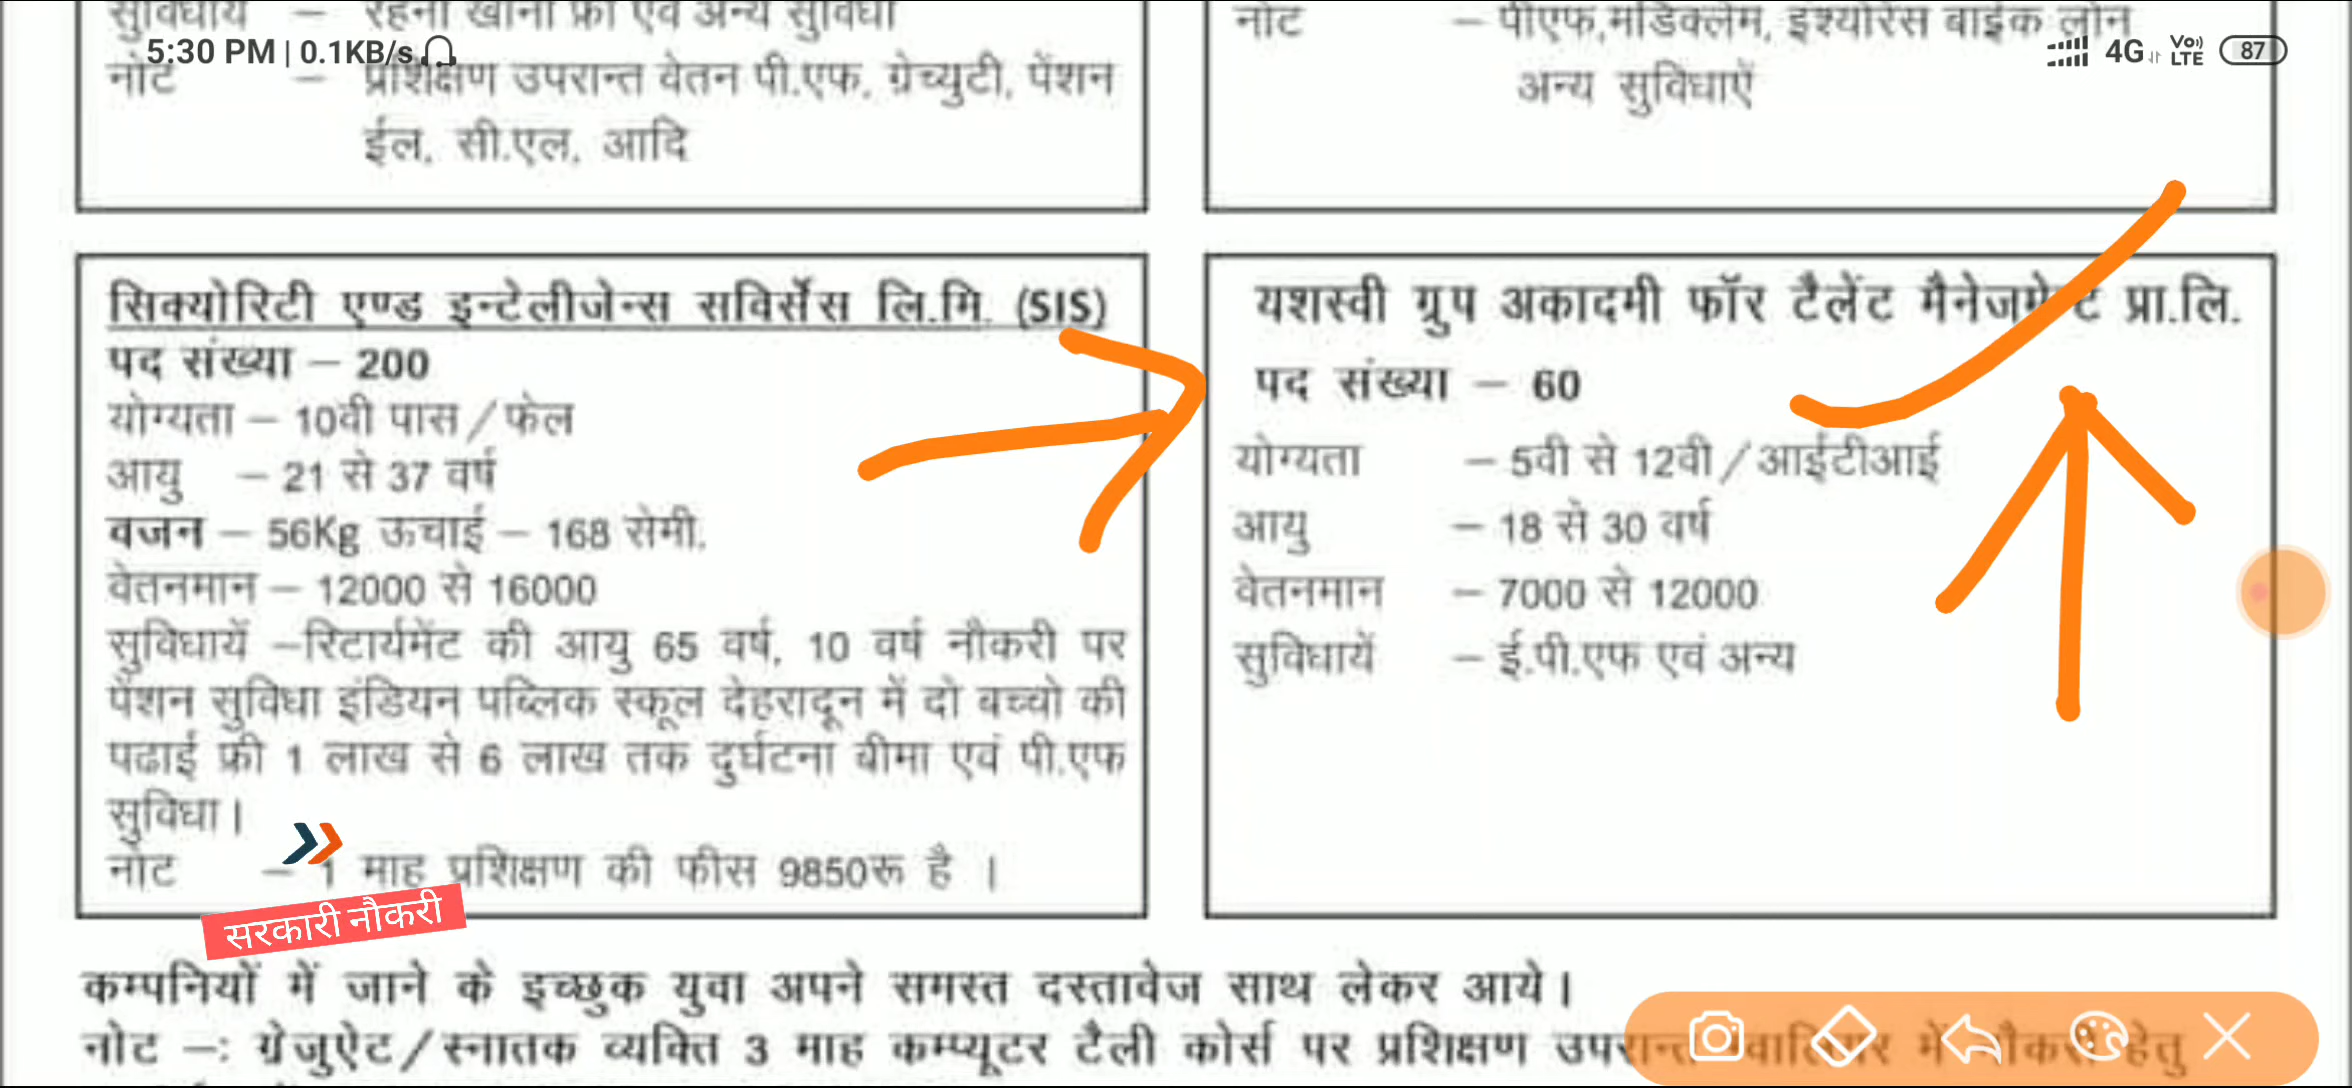 सुविधायें – रहना खाना फ्री एवं अन्य सुविधा
5:30 PM | 0.1KB/s
नोट – प्रशिक्षण उपरान्त वेतन पी.एफ, ग्रेच्युटी, पेंशन
ईल, सी.एल, आदि
नोट – पीएफ,मेडिक्लेम, इश्योरेंस बाईक लोन
4G VoLTE 87
अन्य सुविधाऐं
सिक्योरिटी एण्ड इन्टेलीजेन्स सविर्सेस लि.मि. (SIS)
पद संख्या – 200
योग्यता – 10वी पास / फेल
आयु – 21 से 37 वर्ष
वजन – 56Kg ऊचाई – 168 सेमी.
वेतनमान – 12000 से 16000
सुविधायें –रिटार्यमेंट की आयु 65 वर्ष, 10 वर्ष नौकरी पर
पेंशन सुविधा इंडियन पब्लिक स्कूल देहरादून में दो बच्चो की
पढाई फ्री 1 लाख से 6 लाख तक दुर्घटना बीमा एवं पी.एफ
सुविधा।
नोट – 1 माह प्रशिक्षण की फीस 9850रू है ।
सरकारी नौकरी
यशस्वी ग्रुप अकादमी फॉर टैलेंट मैनेजमेन्ट प्रा.लि.
पद संख्या – 60
योग्यता – 5वी से 12वी / आईटीआई
आयु – 18 से 30 वर्ष
वेतनमान – 7000 से 12000
सुविधायें – ई.पी.एफ एवं अन्य
कम्पनियों में जाने के इच्छुक युवा अपने समस्त दस्तावेज साथ लेकर आये।
नोट –: ग्रेजुऐट / स्नातक व्यक्ति 3 माह कम्प्यूटर टैली कोर्स पर प्रशिक्षण उपरान्त ग्वालियर में नौकरी हेतु